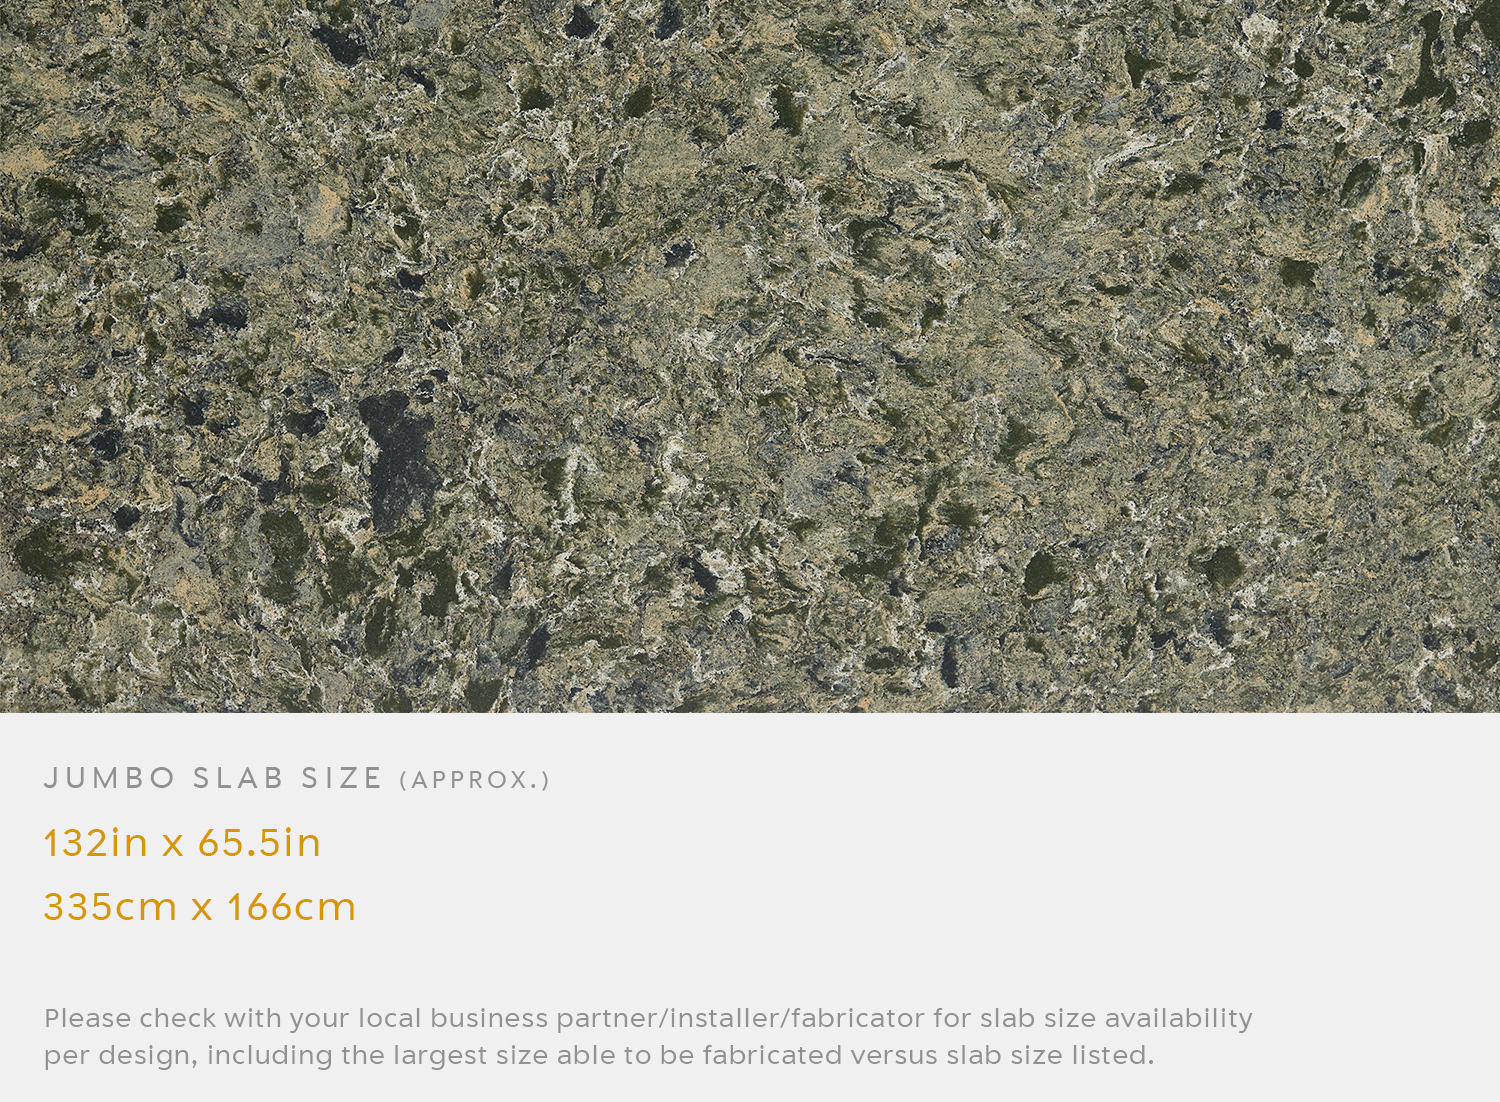 JUMBO SLAB SIZE (APPROX.)
132in x 65.5in
335cm x 166cm
Please check with your local business partner/installer/fabricator for slab size availability
per design, including the largest size able to be fabricated versus slab size listed.